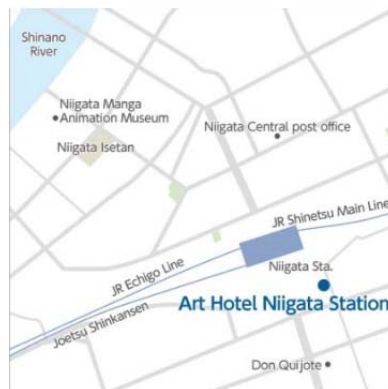 Shinano
River
Niigata Manga
Animation Museum
Niigata Isetan
Niigata Central post office
JR Shinetsu Main Line
JR Echigo Line
Niigata Sta.
Joetsu Shinkansen
Art Hotel Niigata Station
Don Quijote